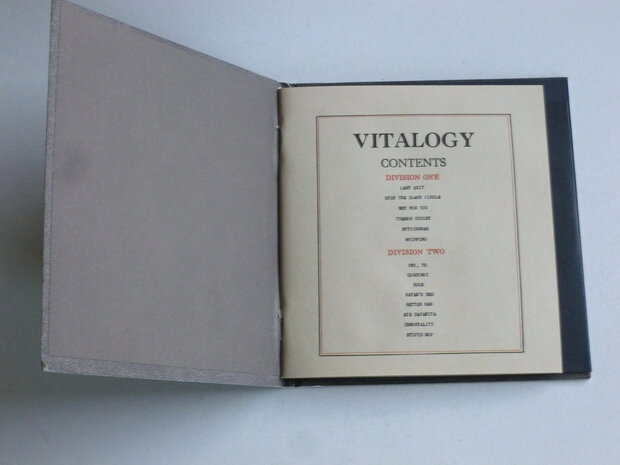 VITALOGY
CONTENTS
DIVISION ONE
LAST EXIT
SPIN THE BLACK CIRCLE
NOT FOR YOU
TREMOR CHRIST
NOTHINGMAN
WHIPPING
DIVISION TWO
PRY, TO
CORDUROY
BUGS
SATAN'S BED
BETTER MAN
AYE DAVANITA
IMMORTALITY
STUPID MOP